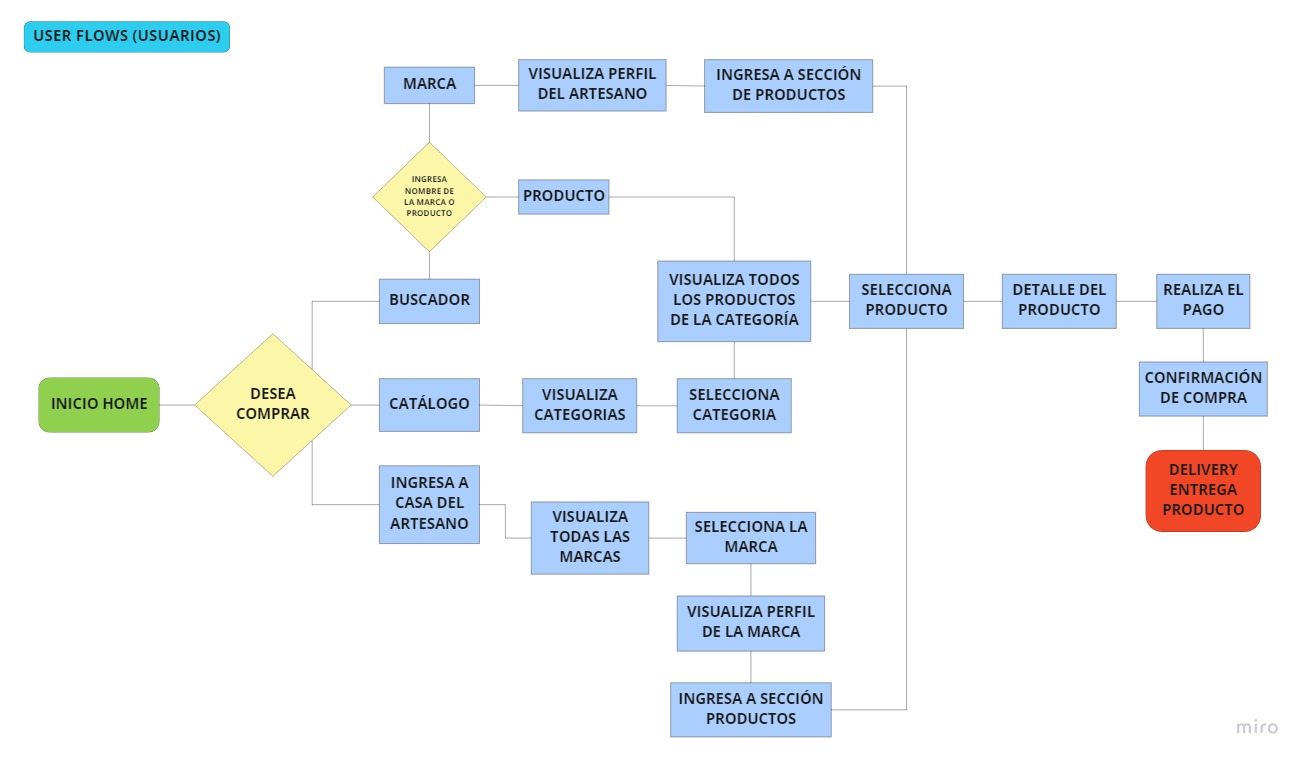 USER FLOWS (USUARIOS)
MARCA
VISUALIZA PERFIL
DEL ARTESANO
INGRESA A SECCIÓN
DE PRODUCTOS
INGRESA
NOMBRE DE
LA MARCA O
PRODUCTO
PRODUCTO
BUSCADOR
VISUALIZA TODOS
LOS PRODUCTOS
DE LA CATEGORÍA
SELECCIONA
PRODUCTO
DETALLE DEL
PRODUCTO
REALIZA EL
PAGO
INICIO HOME
DESEA
COMPRAR
CATÁLOGO
VISUALIZA
CATEGORIAS
SELECCIONA
CATEGORIA
CONFIRMACIÓN
DE COMPRA
INGRESA A
CASA DEL
ARTESANO
VISUALIZA
TODAS LAS
MARCAS
SELECCIONA LA
MARCA
DELIVERY
ENTREGA
PRODUCTO
VISUALIZA PERFIL
DE LA MARCA
INGRESA A SECCIÓN
PRODUCTOS
miro